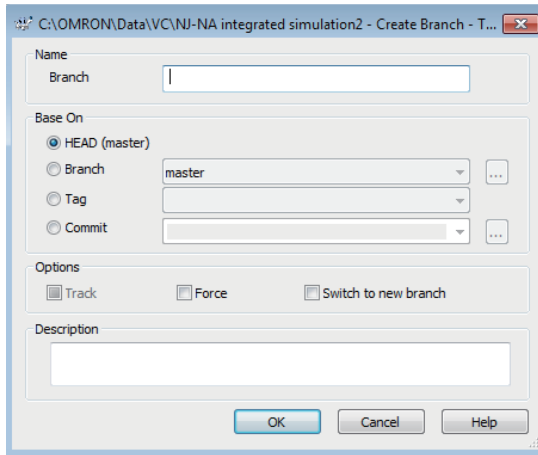 C:\OMRON\Data\VC\NJ-NA integrated simulation2 - Create Branch - T...
Name
Branch
Base On
HEAD (master)
Branch master ...
Tag
Commit ...
Options
Track Force Switch to new branch
Description
OK Cancel Help